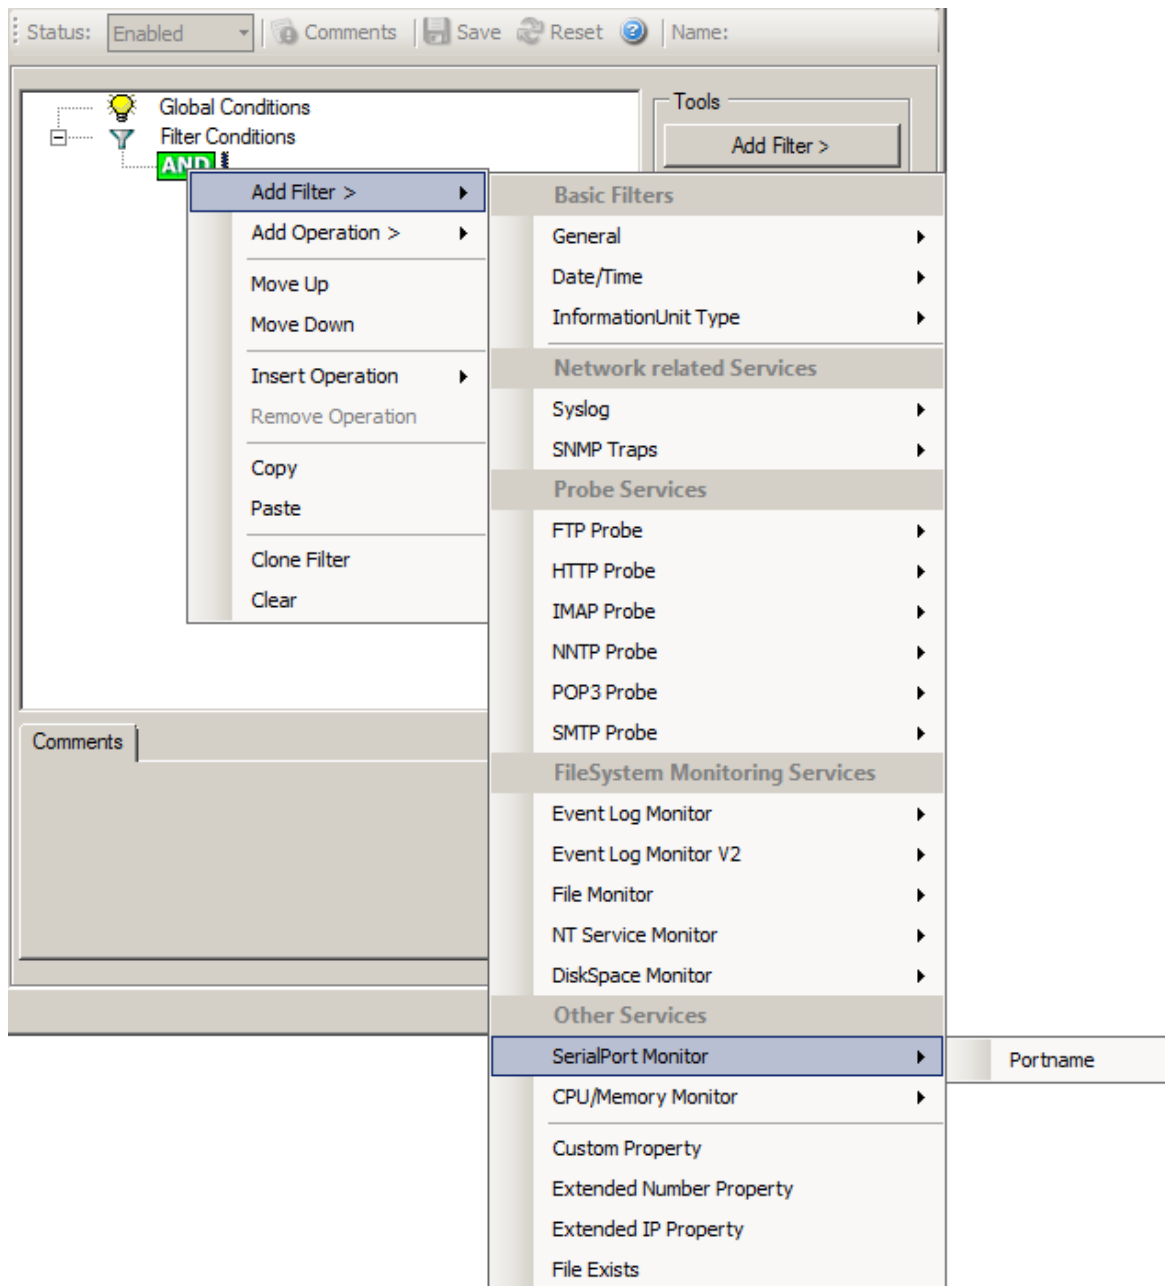 Status: Enabled Comments Save Reset Name:
Global Conditions
Filter Conditions
AND
Tools
Add Filter >
Add Filter >
Add Operation >
Move Up
Move Down
Insert Operation
Remove Operation
Copy
Paste
Clone Filter
Clear
Basic Filters
General
Date/Time
InformationUnit Type
Network related Services
Syslog
SNMP Traps
Probe Services
FTP Probe
HTTP Probe
IMAP Probe
NNTP Probe
POP3 Probe
SMTP Probe
FileSystem Monitoring Services
Event Log Monitor
Event Log Monitor V2
File Monitor
NT Service Monitor
DiskSpace Monitor
Other Services
SerialPort Monitor
Portname
CPU/Memory Monitor
Custom Property
Extended Number Property
Extended IP Property
File Exists
Comments